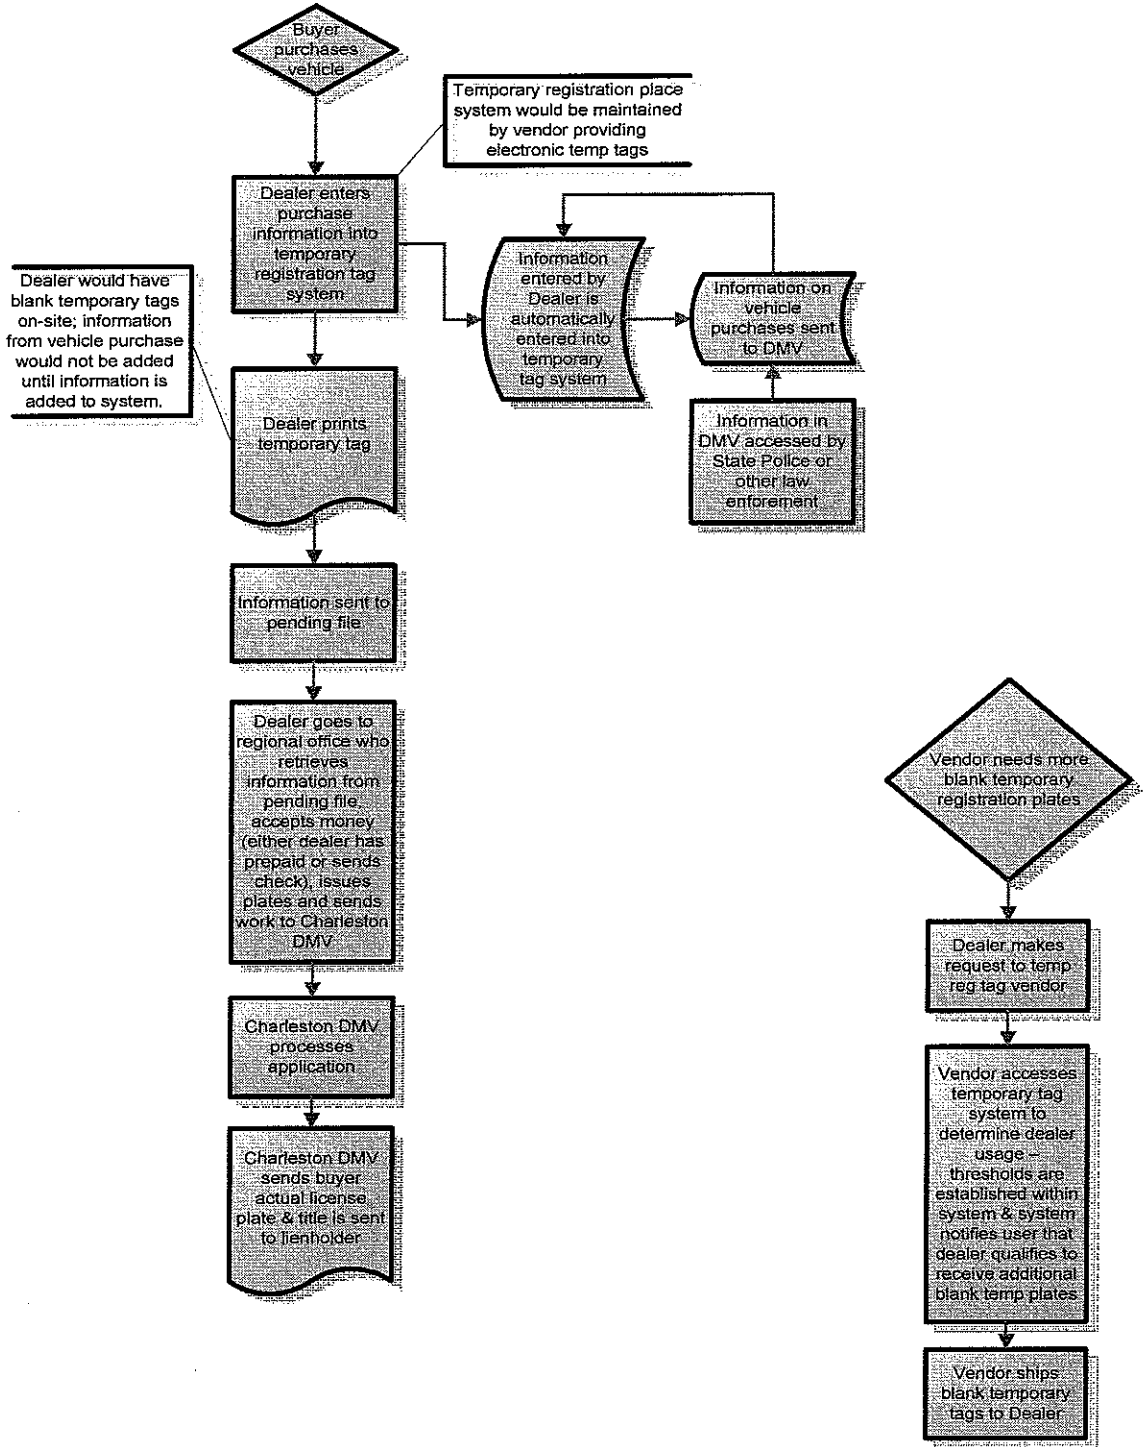 Buyer
purchases
vehicle
Temporary registration place
system would be maintained
by vendor providing
electronic temp tags
Dealer enters
purchase
information into
temporary
registration tag
system
Dealer would have
blank temporary tags
on-site; information
from vehicle purchase
would not be added
until information is
added to system.
Information
entered by
Dealer is
automatically
entered into
temporary
tag system
Information on
vehicle
purchases sent
to DMV
Information in
DMV accessed by
State Police or
other law
enforement
Dealer prints
temporary tag
Information sent to
pending file
Dealer goes to
regional office who
retrieves
information from
pending file,
accepts money
(either dealer has
prepaid or sends
check), issues
plates and sends
work to Charleston
DMV
Charleston DMV
processes
application
Charleston DMV
sends buyer
actual license
plate & title is sent
to lienholder
Vendor needs more
blank temporary
registration plates
Dealer makes
request to temp
reg tag vendor
Vendor accesses
temporary tag
system to
determine dealer
usage –
thresholds are
established within
system & system
notifies user that
dealer qualifies to
receive additional
blank temp plates
Vendor ships
blank temporary
tags to Dealer